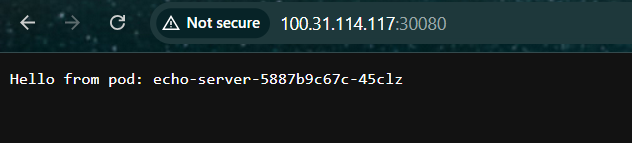 Not secure 100.31.114.117:30080
Hello from pod: echo-server-5887b9c67c-45clz